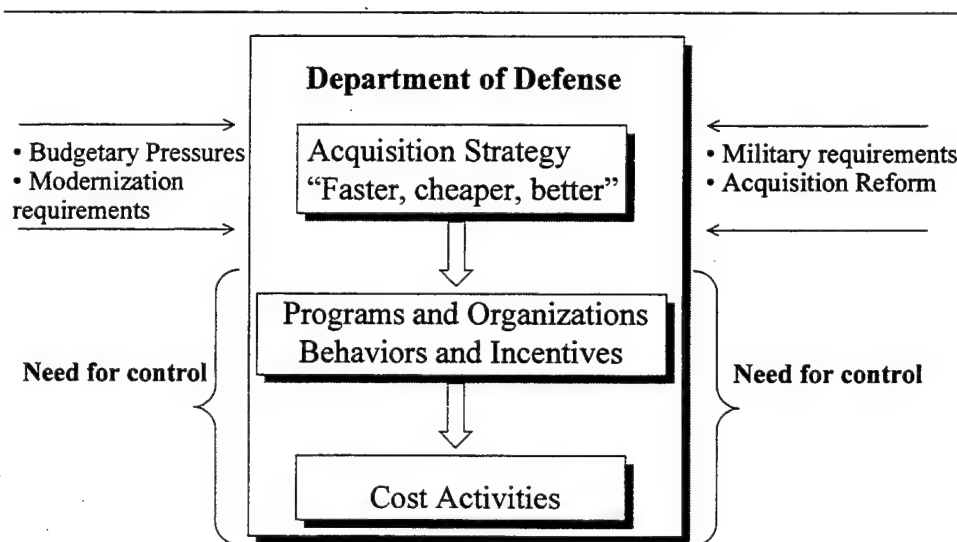 Department of Defense
• Budgetary Pressures
• Modernization
requirements
Acquisition Strategy
“Faster, cheaper, better”
• Military requirements
• Acquisition Reform
Programs and Organizations
Behaviors and Incentives
Need for control
Need for control
Cost Activities